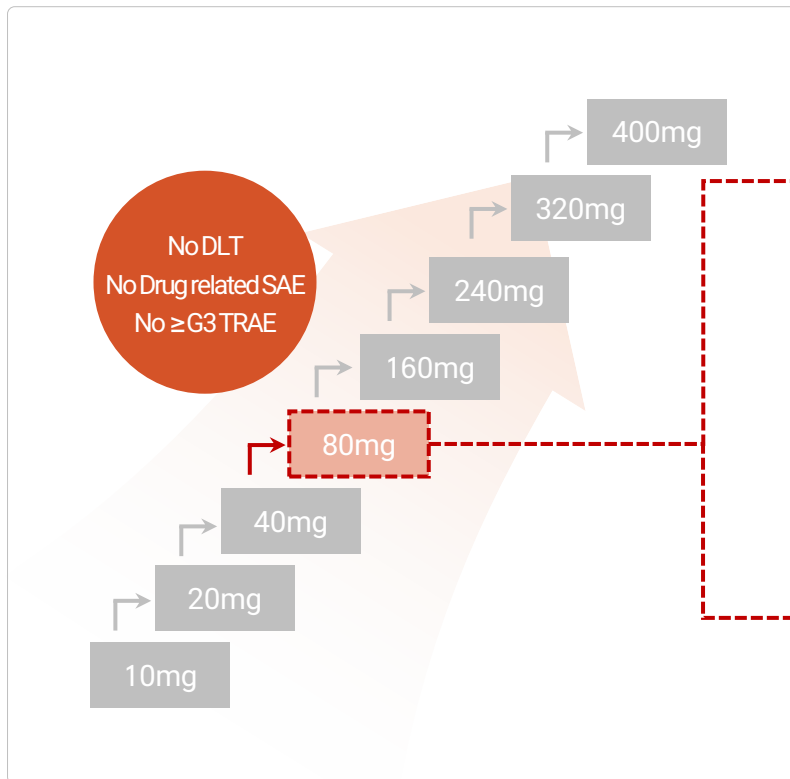 400mg
320mg
No DLT
No Drug related SAE
No ≥G3 TRAE
240mg
160mg
80mg
40mg
20mg
10mg